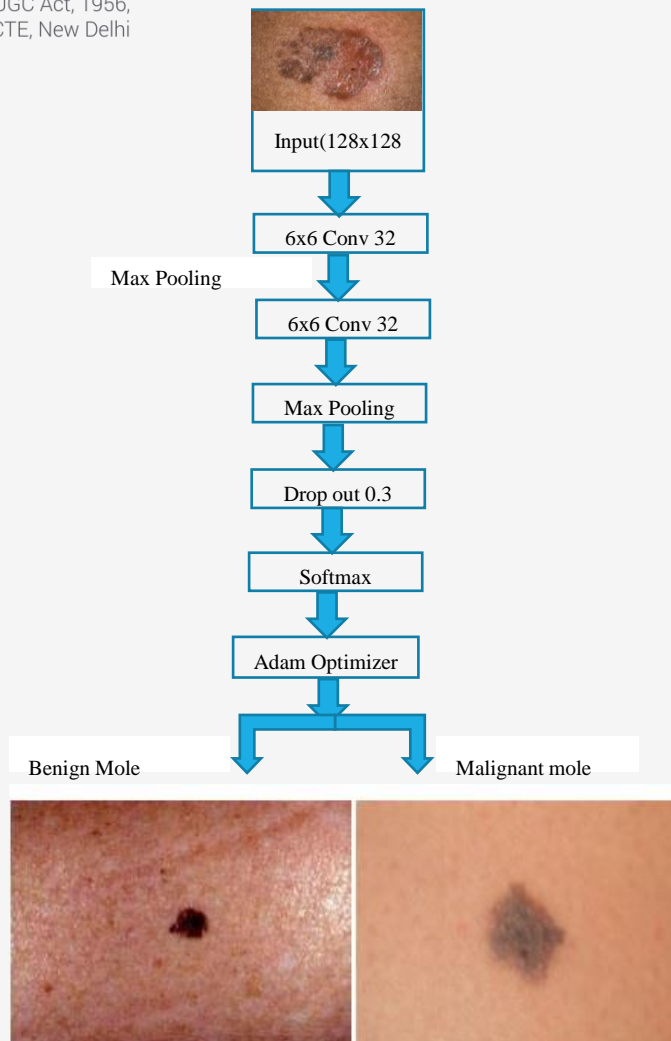 UGC Act, 1956,
CTE, New Delhi
Input(128x128
6x6 Conv 32
Max Pooling
6x6 Conv 32
Max Pooling
Drop out 0.3
Softmax
Adam Optimizer
Benign Mole
Malignant mole